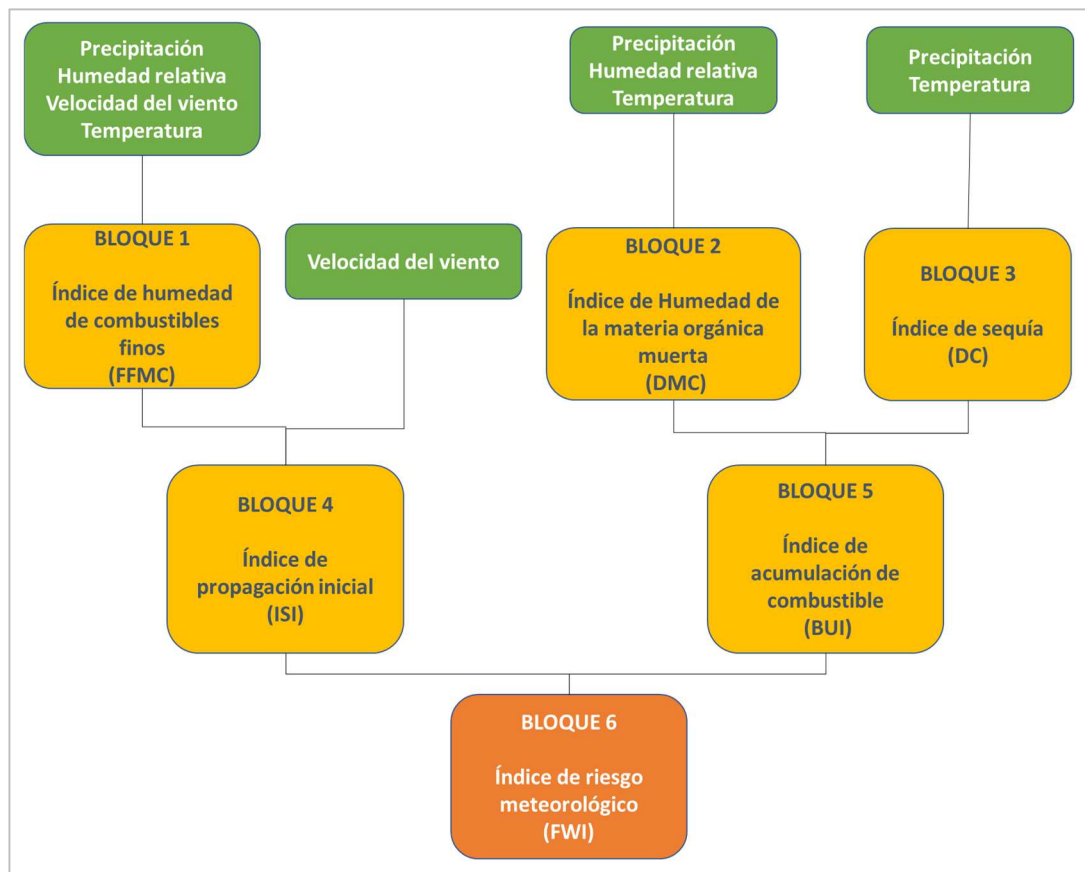 Precipitación
Humedad relativa
Velocidad del viento
Temperatura
Precipitación
Humedad relativa
Temperatura
Precipitación
Temperatura
BLOQUE 1
Índice de humedad
de combustibles
finos
(FFMC)
Velocidad del viento
BLOQUE 2
Índice de Humedad de
la materia orgánica
muerta
(DMC)
BLOQUE 3
Índice de sequía
(DC)
BLOQUE 4
Índice de
propagación inicial
(ISI)
BLOQUE 5
Índice de
acumulación de
combustible
(BUI)
BLOQUE 6
Índice de riesgo
meteorológico
(FWI)